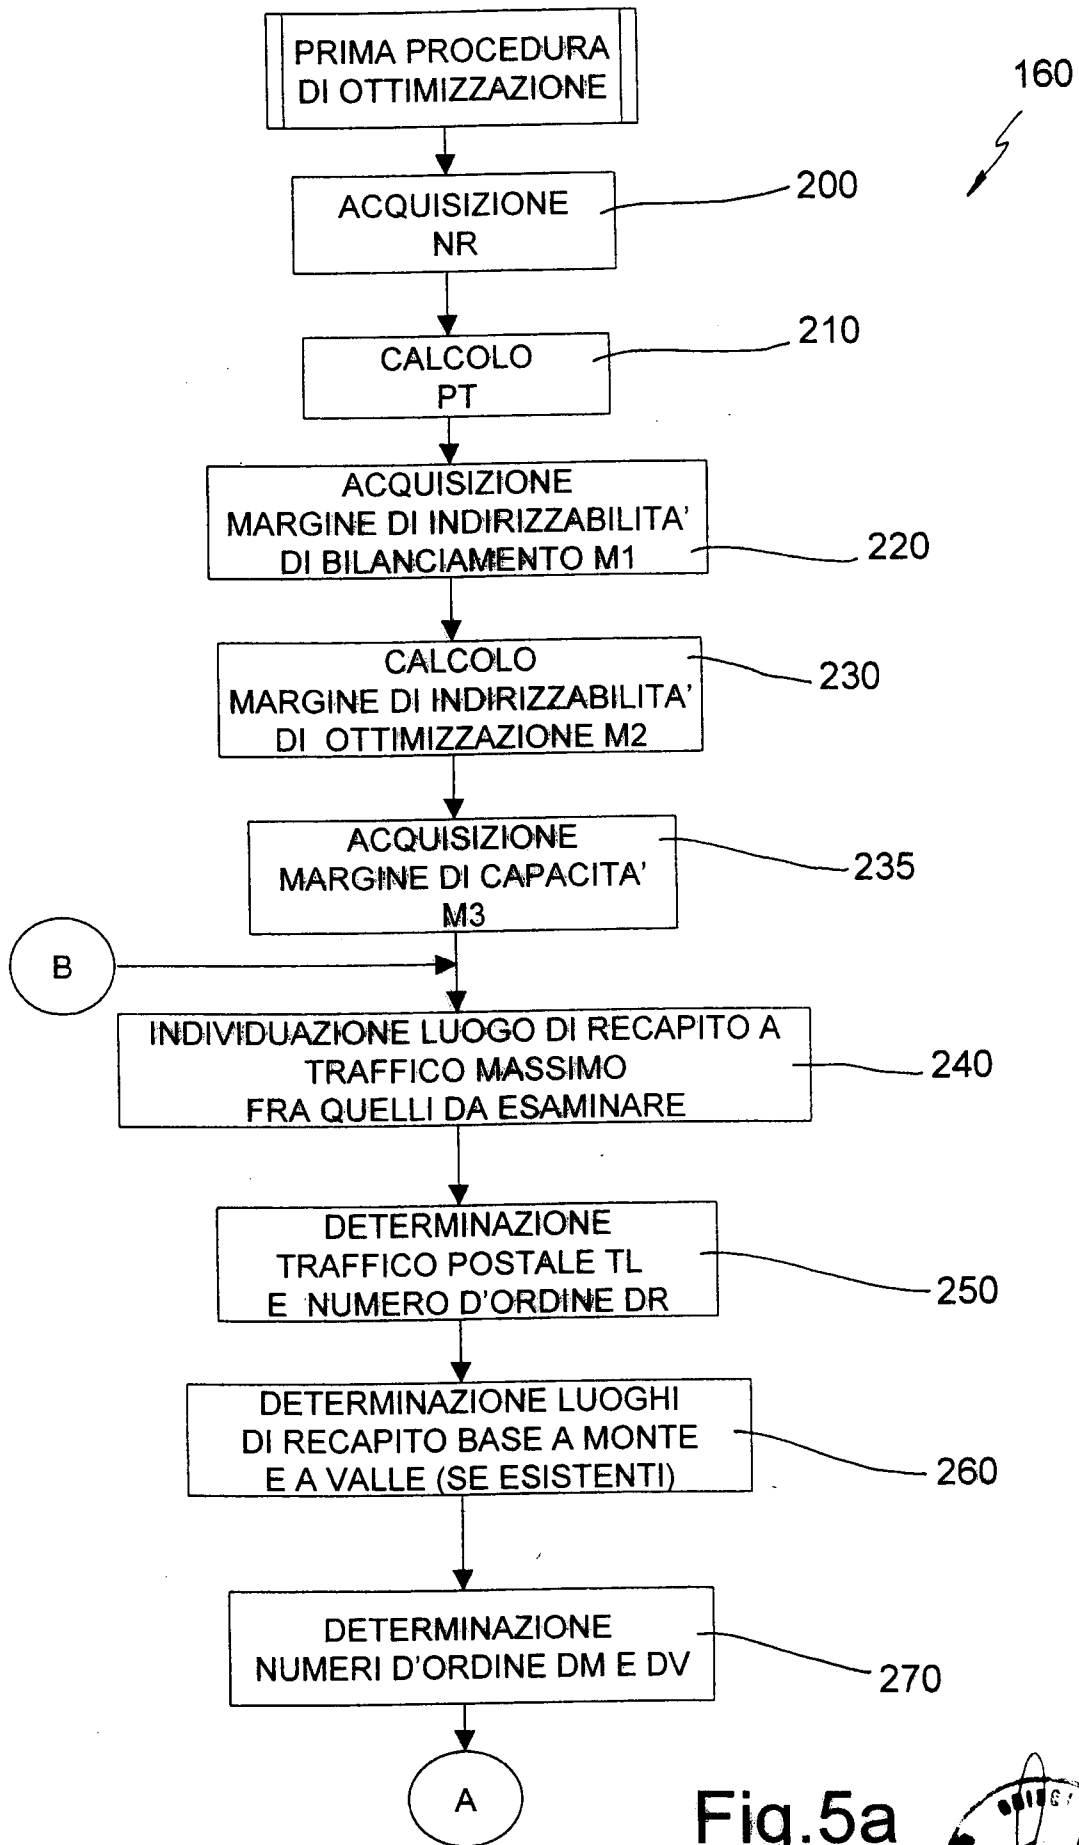 PRIMA PROCEDURA
DI OTTIMIZZAZIONE
160
ACQUISIZIONE
NR
200
CALCOLO
PT
210
ACQUISIZIONE
MARGINE DI INDIRIZZABILITA'
DI BILANCIAMENTO M1
220
CALCOLO
MARGINE DI INDIRIZZABILITA'
DI OTTIMIZZAZIONE M2
230
ACQUISIZIONE
MARGINE DI CAPACITA'
M3
235
B
INDIVIDUAZIONE LUOGO DI RECAPITO A
TRAFFICO MASSIMO
FRA QUELLI DA ESAMINARE
240
DETERMINAZIONE
TRAFFICO POSTALE TL
E NUMERO D'ORDINE DR
250
DETERMINAZIONE LUOGHI
DI RECAPITO BASE A MONTE
E A VALLE (SE ESISTENTI)
260
DETERMINAZIONE
NUMERI D'ORDINE DM E DV
270
A
Fig.5a